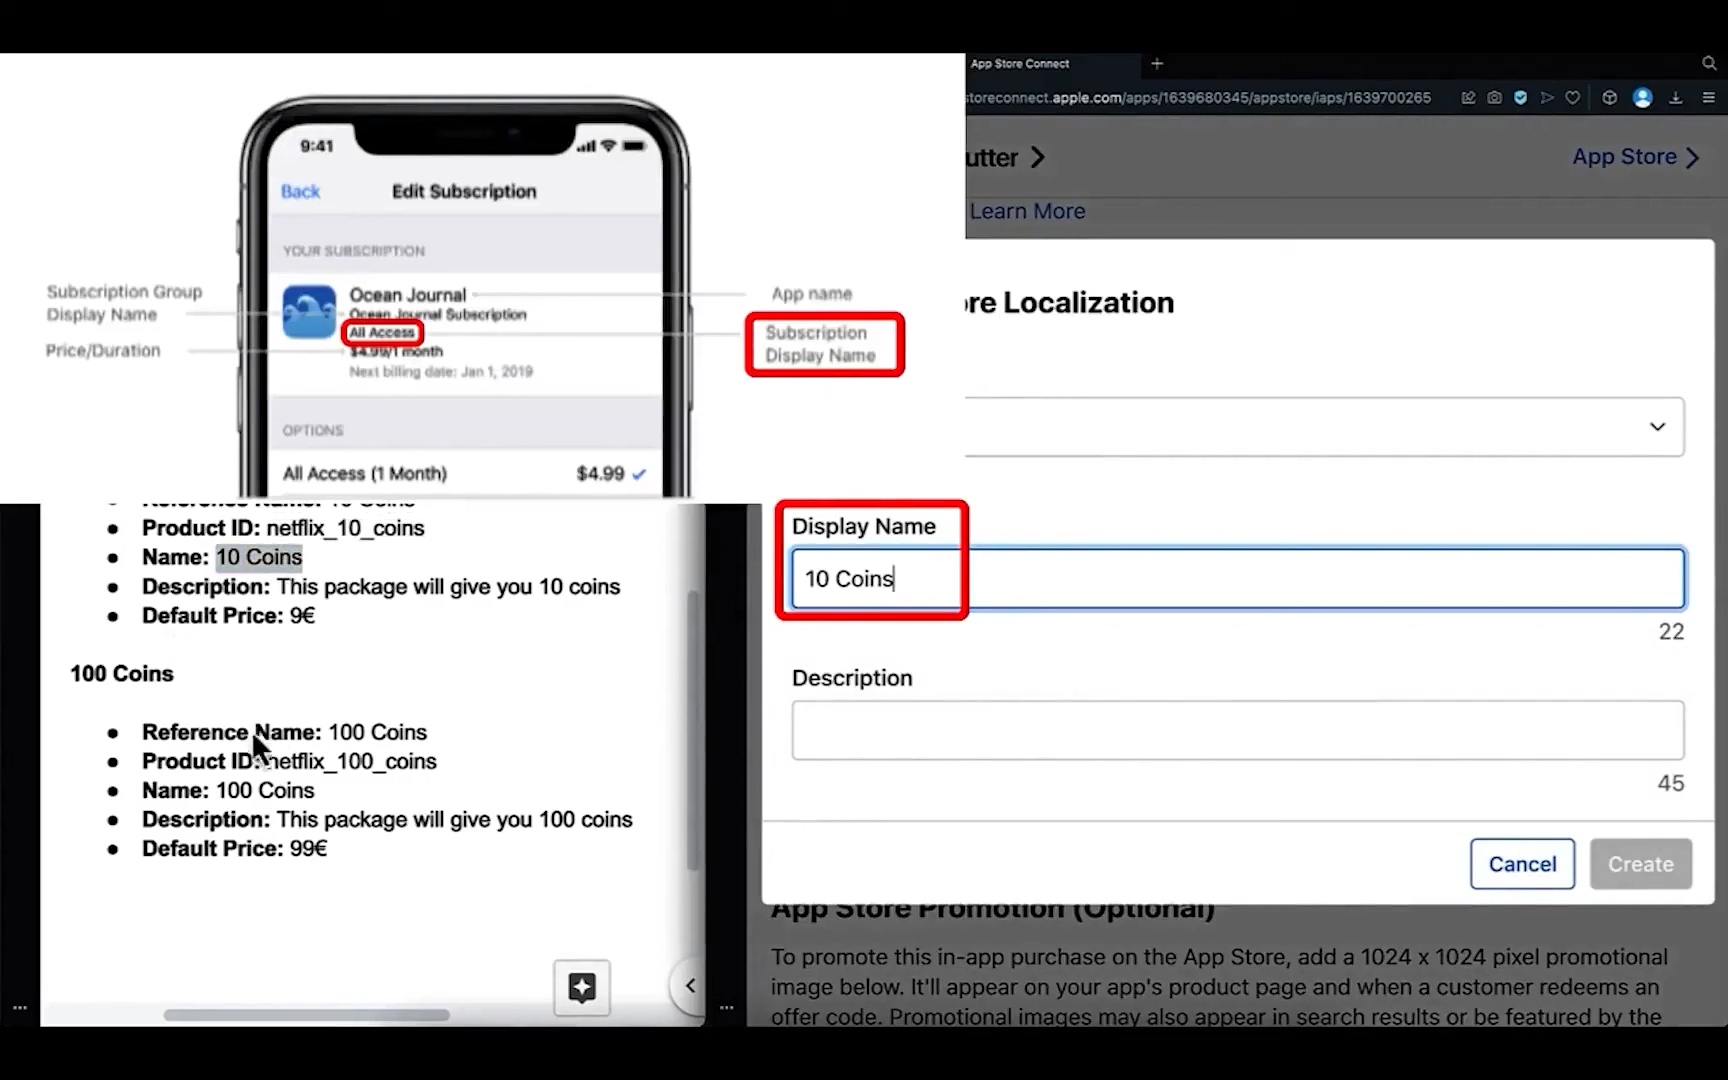 9:41
Back
Edit Subscription
YOUR SUBSCRIPTION
Subscription Group
Display Name
Price/Duration
Ocean Journal
Ocean Journal Subscription
All Access
$4.99/1 month
Next billing date: Jan 1, 2019
App name
Subscription
Display Name
OPTIONS
All Access (1 Month) $4.99
Reference Name: 10 Coins
Product ID: netflix_10_coins
Name: 10 Coins
Description: This package will give you 10 coins
Default Price: 9€
100 Coins
Reference Name: 100 Coins
Product ID: netflix_100_coins
Name: 100 Coins
Description: This package will give you 100 coins
Default Price: 99€
App Store Connect
storeconnect.apple.com/apps/1639680345/appstore/iaps/1639700265
utter
App Store
Learn More
re Localization
Display Name
10 Coins
22
Description
45
Cancel
Create
App Store Promotion (Optional)
To promote this in-app purchase on the App Store, add a 1024 x 1024 pixel promotional
image below. It'll appear on your app's product page and when a customer redeems an
offer code. Promotional images may also appear in search results or be featured by the